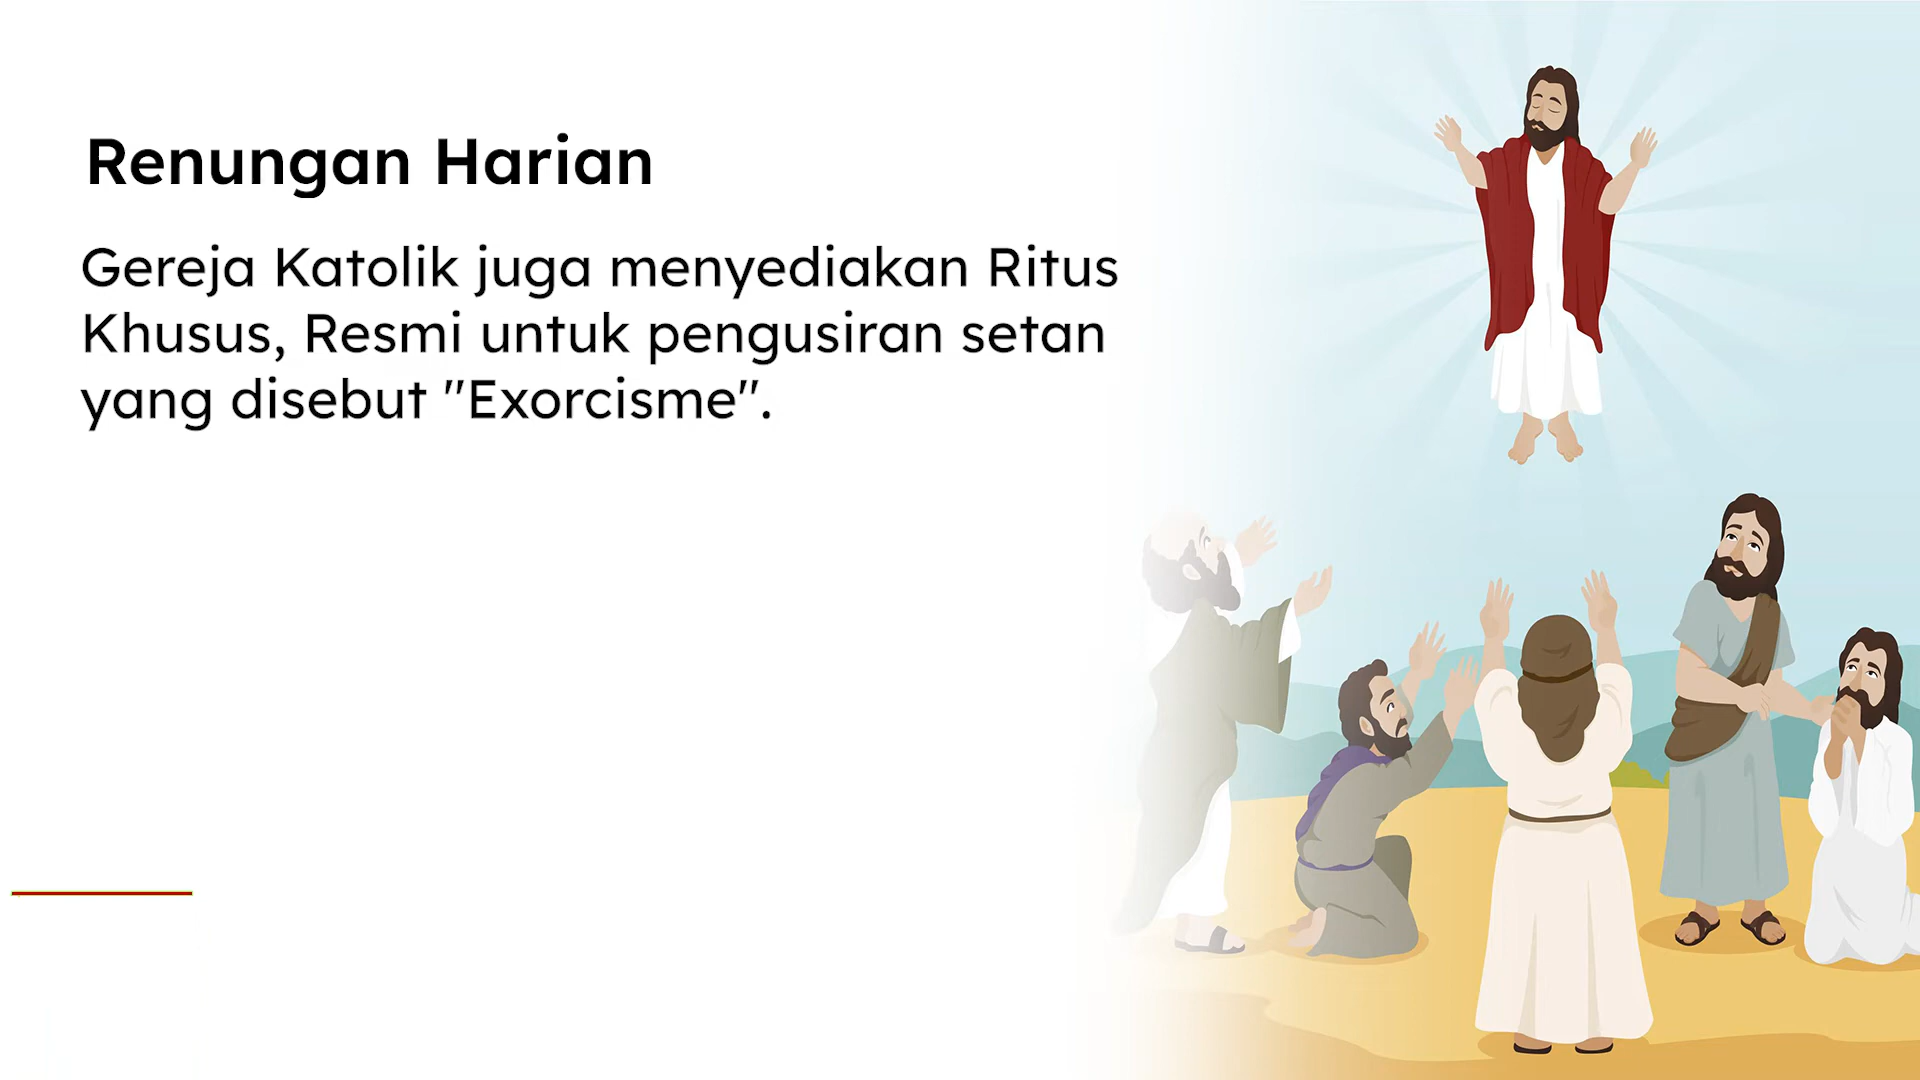 Renungan Harian
Gereja Katolik juga menyediakan Ritus
Khusus, Resmi untuk pengusiran setan
yang disebut "Exorcisme".